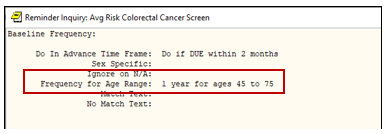 Reminder Inquiry: Avg Risk Colorectal Cancer Screen
Baseline Frequency:
Do In Advance Time Frame: Do if DUE within 2 months
Sex Specific:
Ignore on N/A:
Frequency for Age Range: 1 year for ages 45 to 75
Match Text:
No Match Text: